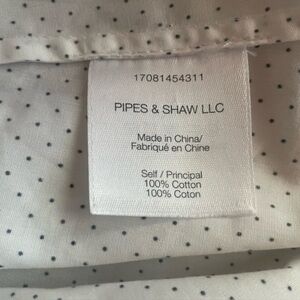 17081454311
PIPES & SHAW LLC
Made in China/
Fabriqué en Chine
Self / Principal
100% Cotton
100% Coton